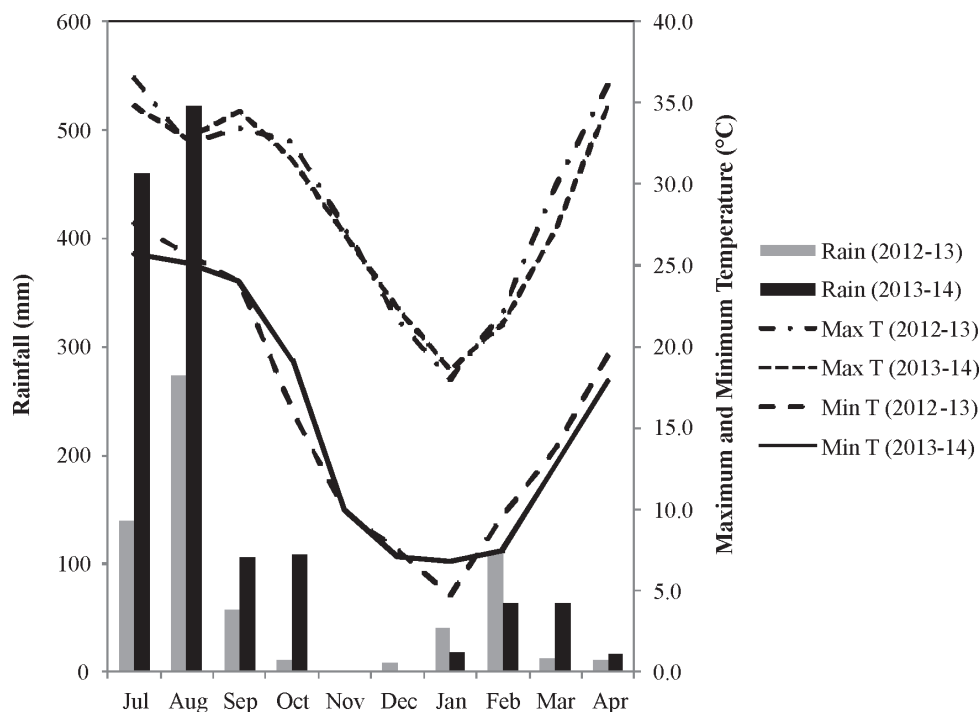 600
500
400
300
200
100
0
Rainfall (mm)
40.0
35.0
30.0
25.0
20.0
15.0
10.0
5.0
0.0
Maximum and Minimum Temperature (°C)
Jul Aug Sep Oct Nov Dec Jan Feb Mar Apr
Rain (2012-13)
Rain (2013-14)
Max T (2012-13)
Max T (2013-14)
Min T (2012-13)
Min T (2013-14)